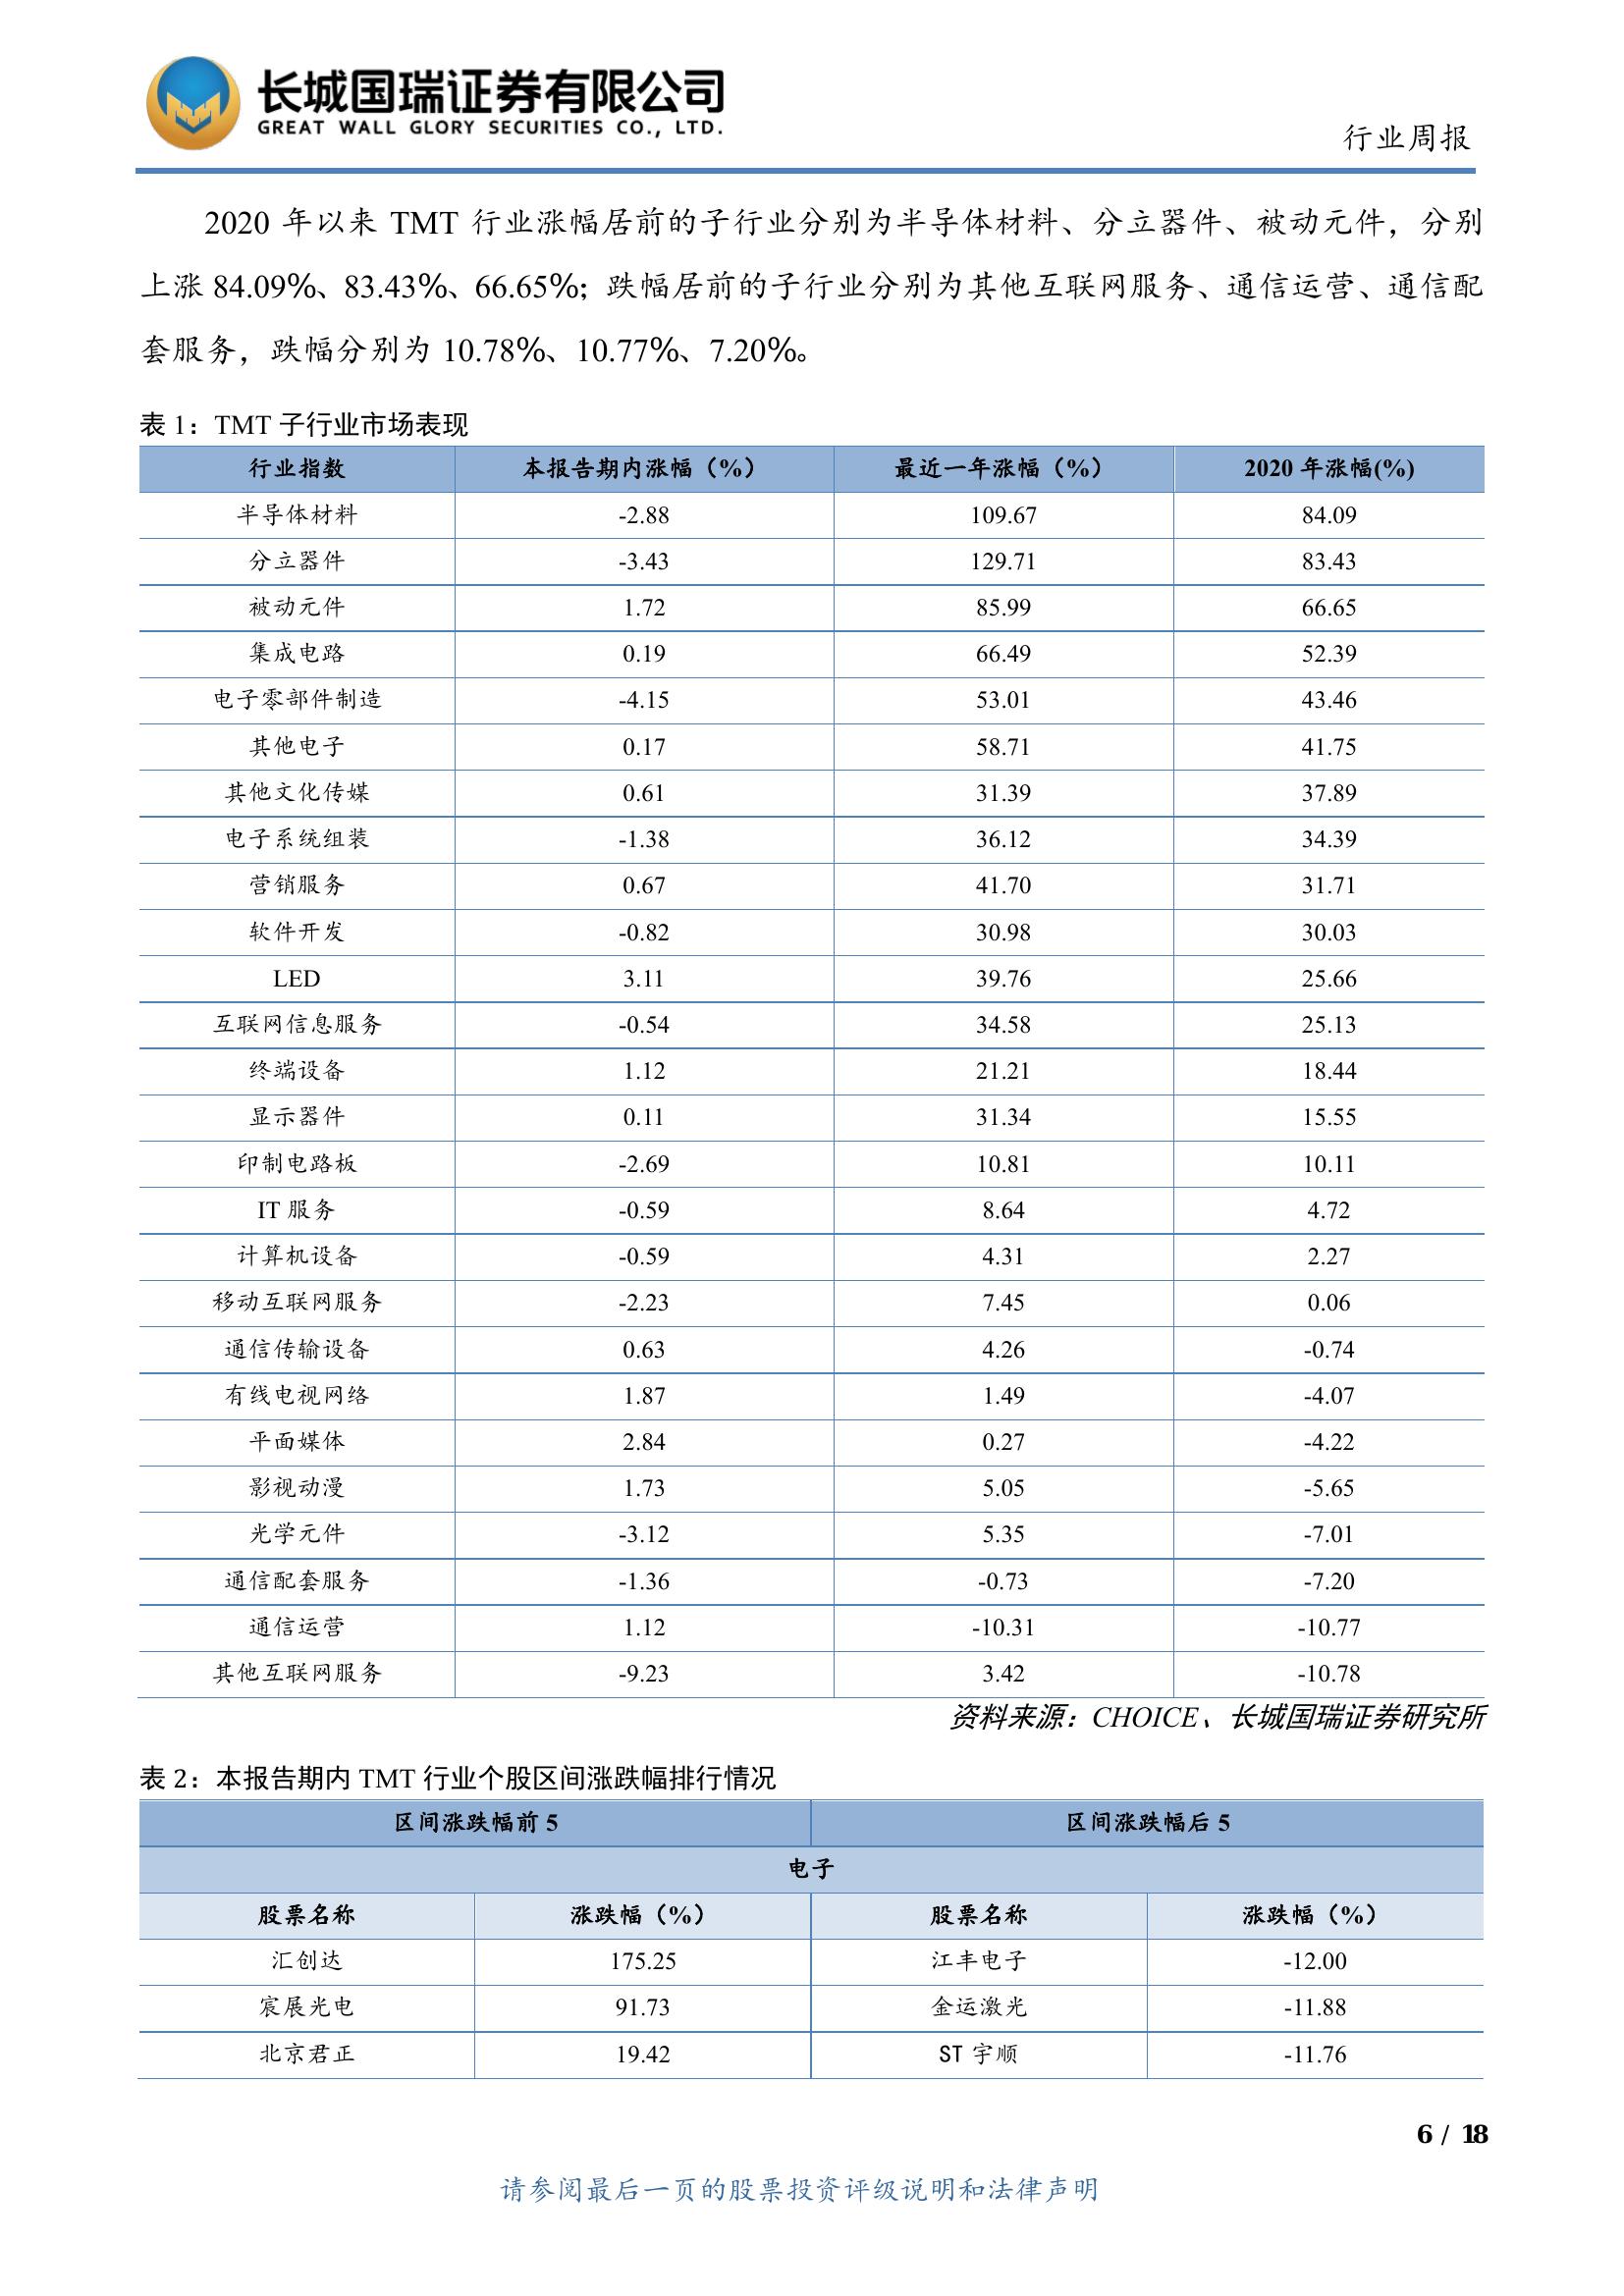 长城国瑞证券有限公司
GREAT WALL GLORY SECURITIES CO., LTD.
行业周报
2020 年以来 TMT 行业涨幅居前的子行业分别为半导体材料、分立器件、被动元件，分别
上涨 84.09%、83.43%、66.65%；跌幅居前的子行业分别为其他互联网服务、通信运营、通信配
套服务，跌幅分别为 10.78%、10.77%、7.20%。
表 1：TMT 子行业市场表现
行业指数 本报告期内涨幅（%） 最近一年涨幅（%） 2020 年涨幅(%)
半导体材料 -2.88 109.67 84.09
分立器件 -3.43 129.71 83.43
被动元件 1.72 85.99 66.65
集成电路 0.19 66.49 52.39
电子零部件制造 -4.15 53.01 43.46
其他电子 0.17 58.71 41.75
其他文化传媒 0.61 31.39 37.89
电子系统组装 -1.38 36.12 34.39
营销服务 0.67 41.70 31.71
软件开发 -0.82 30.98 30.03
LED 3.11 39.76 25.66
互联网信息服务 -0.54 34.58 25.13
终端设备 1.12 21.21 18.44
显示器件 0.11 31.34 15.55
印制电路板 -2.69 10.81 10.11
IT 服务 -0.59 8.64 4.72
计算机设备 -0.59 4.31 2.27
移动互联网服务 -2.23 7.45 0.06
通信传输设备 0.63 4.26 -0.74
有线电视网络 1.87 1.49 -4.07
平面媒体 2.84 0.27 -4.22
影视动漫 1.73 5.05 -5.65
光学元件 -3.12 5.35 -7.01
通信配套服务 -1.36 -0.73 -7.20
通信运营 1.12 -10.31 -10.77
其他互联网服务 -9.23 3.42 -10.78
资料来源：CHOICE、长城国瑞证券研究所
表 2：本报告期内 TMT 行业个股区间涨跌幅排行情况
区间涨跌幅前 5 区间涨跌幅后 5
电子
股票名称 涨跌幅（%） 股票名称 涨跌幅（%）
汇创达 175.25 江丰电子 -12.00
宸展光电 91.73 金运激光 -11.88
北京君正 19.42 ST 宇顺 -11.76
6 / 18
请参阅最后一页的股票投资评级说明和法律声明